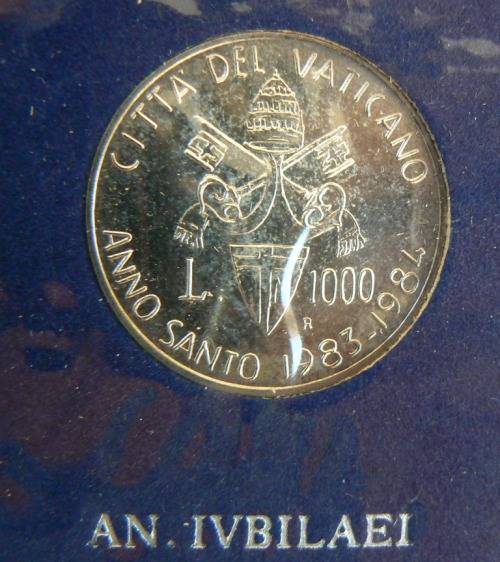 CITTA' DEL VATICANO
L. 1000
R
ANNO SANTO 1983-1984
AN. IVBILAEI